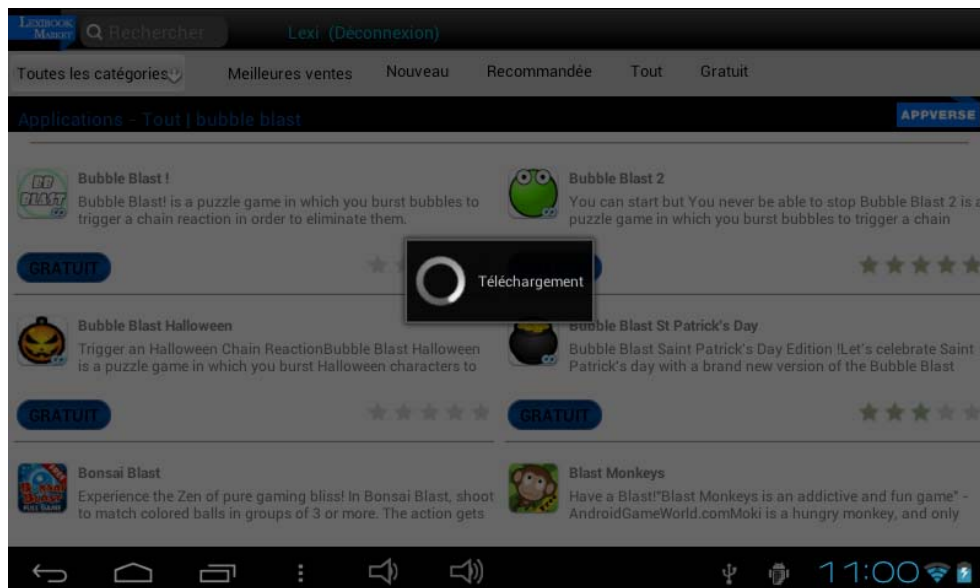 LEXIBOOK
MARKET
Rechercher
Lexi (Déconnexion)
Toutes les catégories
Meilleures ventes
Nouveau
Recommandée
Tout
Gratuit
Applications - Tout | bubble blast
APPVERSE
BB
BLAST
Bubble Blast !
Bubble Blast! is a puzzle game in which you burst bubbles to
trigger a chain reaction in order to eliminate them.
GRATUIT
Bubble Blast 2
You can start but You never be able to stop Bubble Blast 2 is a
puzzle game in which you burst bubbles to trigger a chain
Téléchargement
Bubble Blast Halloween
Trigger an Halloween Chain ReactionBubble Blast Halloween
is a puzzle game in which you burst Halloween characters to
GRATUIT
Bubble Blast St Patrick's Day
Bubble Blast Saint Patrick's Day Edition !Let's celebrate Saint
Patrick's day with a brand new version of the Bubble Blast
GRATUIT
Bonsai Blast
Experience the Zen of pure gaming bliss! In Bonsai Blast, shoot
to match colored balls in groups of 3 or more. The action gets
Blast Monkeys
Have a Blast!"Blast Monkeys is an addictive and fun game" -
AndroidGameWorld.comMoki is a hungry monkey, and only
11:00